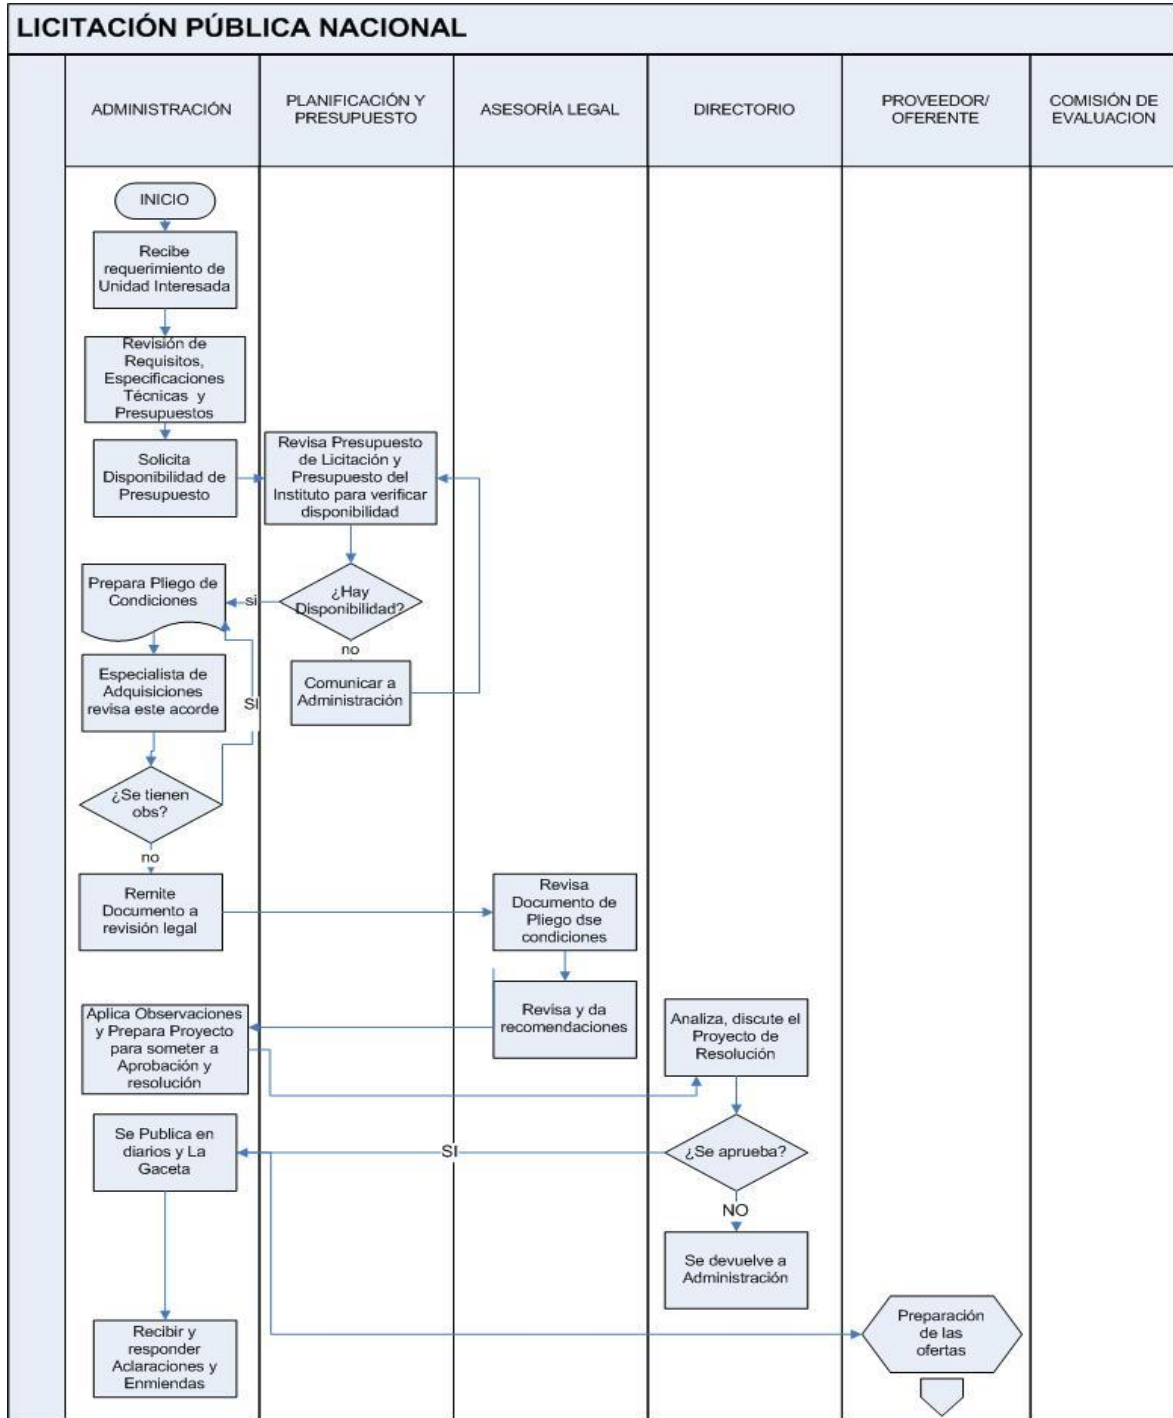 LICITACIÓN PÚBLICA NACIONAL
ADMINISTRACIÓN
PLANIFICACIÓN Y
PRESUPUESTO
ASESORÍA LEGAL
DIRECTORIO
PROVEEDOR/
OFERENTE
COMISIÓN DE
EVALUACION
INICIO
Recibe
requerimiento de
Unidad Interesada
Revisión de
Requisitos,
Especificaciones
Técnicas y
Presupuestos
Solicita
Disponibilidad de
Presupuesto
Revisa Presupuesto
de Licitación y
Presupuesto del
Instituto para verificar
disponibilidad
¿Hay
Disponibilidad?
si
no
Prepara Pliego de
Condiciones
Comunicar a
Administración
Especialista de
Adquisiciones
revisa este acorde
SI
¿Se tienen
obs?
no
Remite
Documento a
revisión legal
Revisa
Documento de
Pliego dse
condiciones
Revisa y da
recomendaciones
Aplica Observaciones
y Prepara Proyecto
para someter a
Aprobación y
resolución
Analiza, discute el
Proyecto de
Resolución
¿Se aprueba?
SI
NO
Se Publica en
diarios y La
Gaceta
Se devuelve a
Administración
Recibir y
responder
Aclaraciones y
Enmiendas
Preparación
de las
ofertas